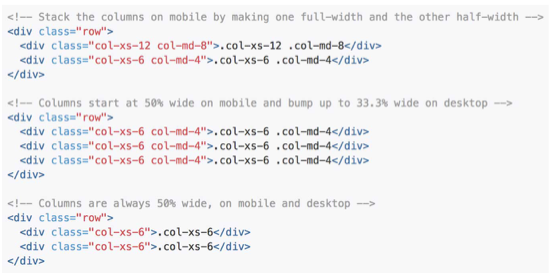 <!-- Stack the columns on mobile by making one full-width and the other half-width -->
<div class="row">
  <div class="col-xs-12 col-md-8">.col-xs-12 .col-md-8</div>
  <div class="col-xs-6 col-md-4">.col-xs-6 .col-md-4</div>
</div>

<!-- Columns start at 50% wide on mobile and bump up to 33.3% wide on desktop -->
<div class="row">
  <div class="col-xs-6 col-md-4">.col-xs-6 .col-md-4</div>
  <div class="col-xs-6 col-md-4">.col-xs-6 .col-md-4</div>
  <div class="col-xs-6 col-md-4">.col-xs-6 .col-md-4</div>
</div>

<!-- Columns are always 50% wide, on mobile and desktop -->
<div class="row">
  <div class="col-xs-6">.col-xs-6</div>
  <div class="col-xs-6">.col-xs-6</div>
</div>